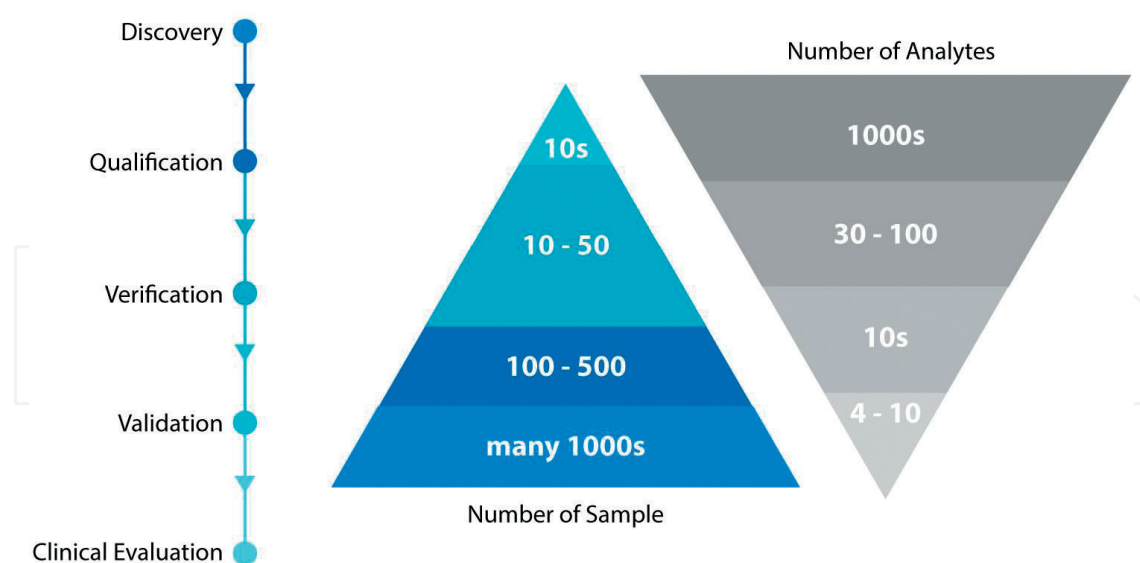 Discovery
Qualification
Verification
Validation
Clinical Evaluation
10s
10 - 50
100 - 500
many 1000s
Number of Sample
Number of Analytes
1000s
30 - 100
10s
4 - 10